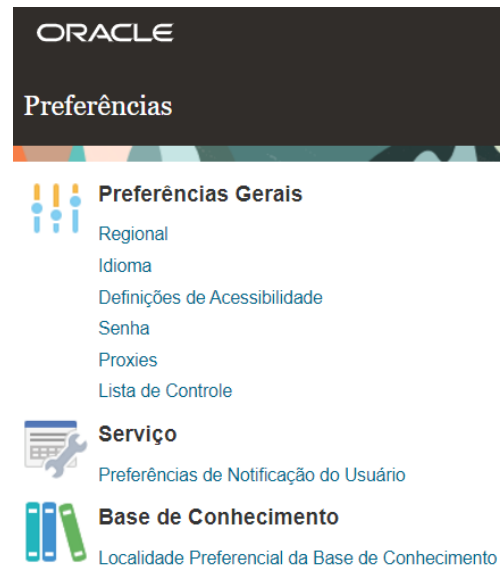 ORACLE
Preferências
Preferências Gerais
Regional
Idioma
Definições de Acessibilidade
Senha
Proxies
Lista de Controle
Serviço
Preferências de Notificação do Usuário
Base de Conhecimento
Localidade Preferencial da Base de Conhecimento